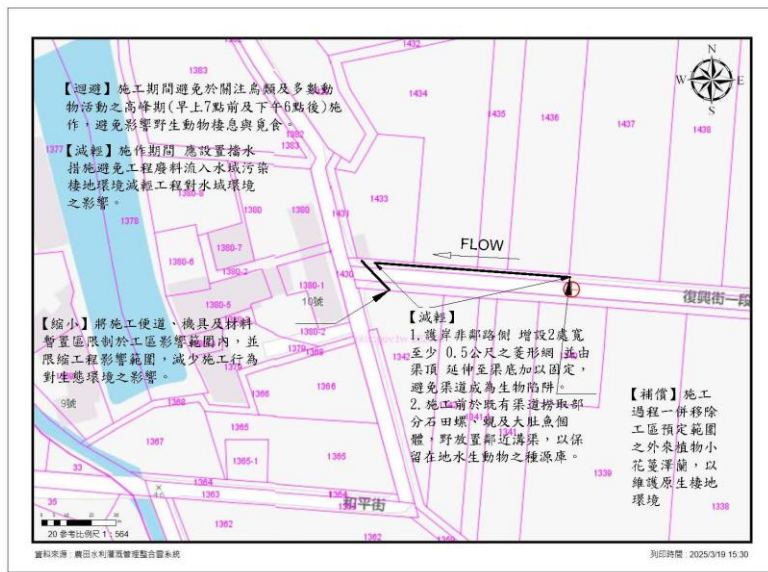 【迴避】施工期間避免於關注鳥類及多數動
物活動之高峰期(早上7點前及下午6點後)施
作，避免影響野生動物棲息與覓食。
【減輕】施作期間 應設置擋水
措施避免工程廢料流入水域污染
棲地環境減輕工程對水域環境
之影響。
【縮小】將施工便道、機具及材料
暫置區限制於工區影響範圍內，並
限縮工程影響範圍，減少施工行為
對生態環境之影響。
【減輕】
1.護岸非鄰路側 增設2處寬
至少 0.5公尺之菱形網 並由
渠頂 延伸至渠底加以固定，
避免渠道成為生物陷阱。
2.施工前於既有渠道撈取部
分石田螺、蜆及大肚魚個
體，野放置鄰近溝渠，以保
留在地水生動物之種源庫。
【補償】施工
過程一併移除
工區預定範圍
之外來植物小
花蔓澤蘭，以
維護原生棲地
環境
FLOW
N
W
E
S
復興街一段
和平街
10號
9號
1432
1383
1434
1435
1436
1437
1438
1377
1382
1383
1380-8
1380
1431
1433
1378
1380-7
1380-6
1380-2
1380-1
1430
1380-5
1380-2
1379
1369
1342
1366
1366
1368
1365
1367
1365-1
1365
1341
1341
1339
1338
33
1364
1363
1364
35
1362
1362
1360
20 參考比例尺 1：564
資料來源：農田水利灌溉管理整合雲系統
列印時間：2025/3/19 15:30